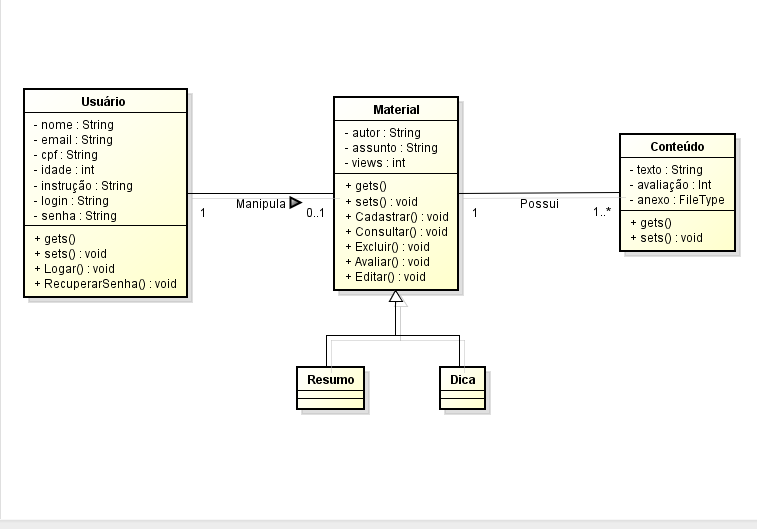 Usuário
- nome : String
- email : String
- cpf : String
- idade : int
- instrução : String
- login : String
- senha : String
+ gets()
+ sets() : void
+ Logar() : void
+ RecuperarSenha() : void
1
Manipula
0..1
Material
- autor : String
- assunto : String
- views : int
+ gets()
+ sets() : void
+ Cadastrar() : void
+ Consultar() : void
+ Excluir() : void
+ Avaliar() : void
+ Editar() : void
1
Possui
1..*
Conteúdo
- texto : String
- avaliação : Int
- anexo : FileType
+ gets()
+ sets() : void
Resumo
Dica